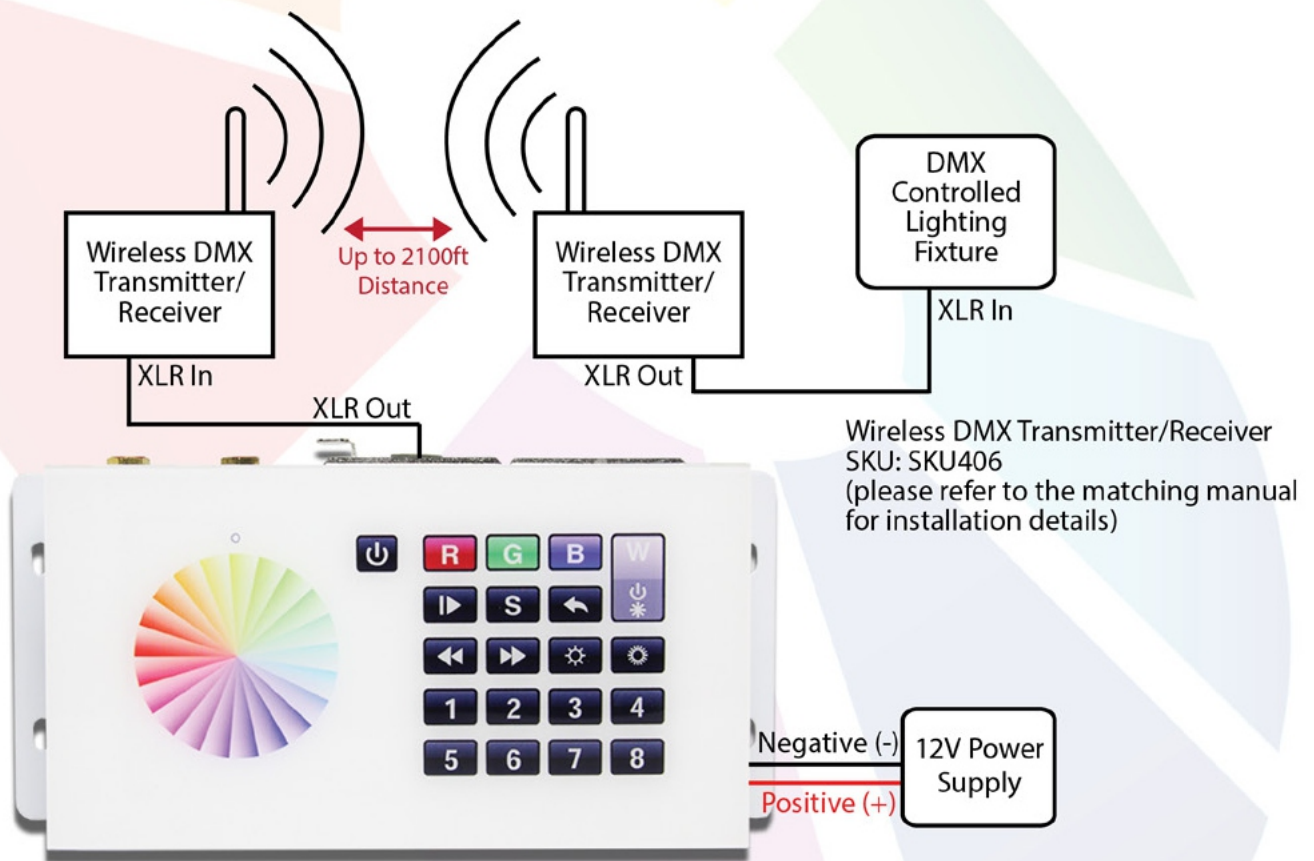 Wireless DMX
Transmitter/
Receiver
Up to 2100ft
Distance
Wireless DMX
Transmitter/
Receiver
DMX
Controlled
Lighting
Fixture
XLR In
XLR Out
XLR In
XLR Out
Wireless DMX Transmitter/Receiver
SKU: SKU406
(please refer to the matching manual
for installation details)
R G B W
S
1 2 3 4
5 6 7 8
Negative (-)
Positive (+)
12V Power
Supply